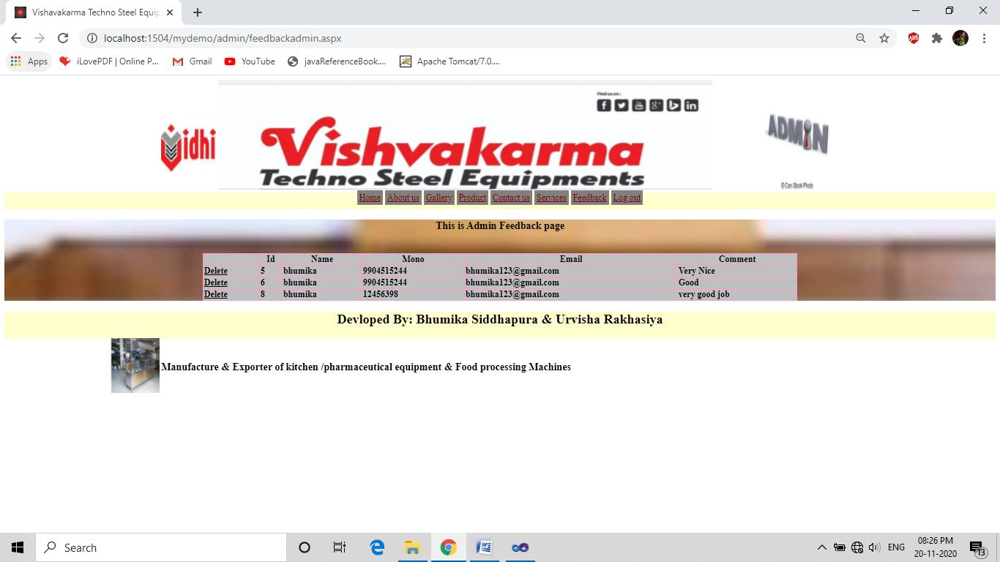 Vishavakarma Techno Steel Equip
localhost:1504/mydemo/admin/feedbackadmin.aspx
ABP
Apps iLovePDF | Online P... Gmail YouTube javaReferenceBook.... Apache Tomcat/7.0....
Find us on :
idhi
Vishvakarma
Techno Steel Equipments
ADMIN
© Can Stock Photo
Home About us Gallery Product Contact us Services Feedback Log out
This is Admin Feedback page
Id Name Mono Email Comment
Delete 5 bhumika 9904515244 bhumika123@gmail.com Very Nice
Delete 6 bhumika 9904515244 bhumika123@gmail.com Good
Delete 8 bhumika 12456398 bhumika123@gmail.com very good job
Devloped By: Bhumika Siddhapura & Urvisha Rakhasiya
Manufacture & Exporter of kitchen /pharmaceutical equipment & Food processing Machines
Search
ENG
08:26 PM
20-11-2020
13